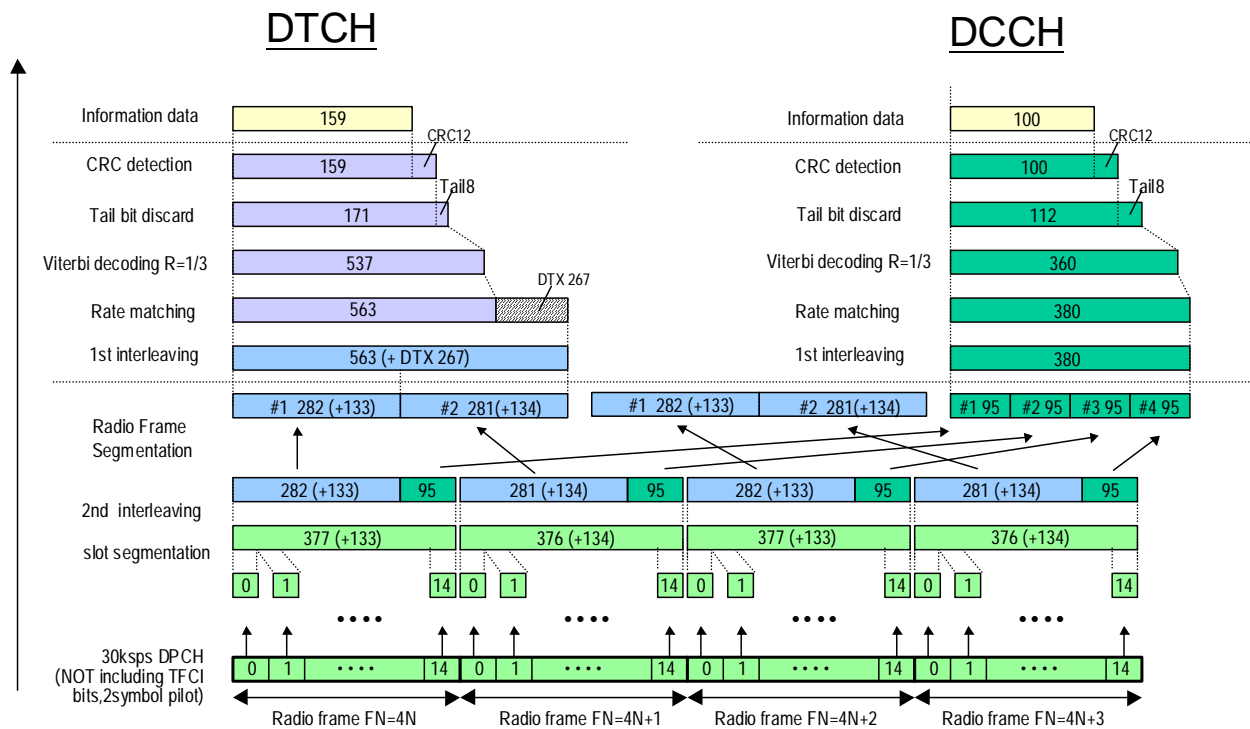 DTCH
DCCH
Information data
159
Information data
100
CRC12
CRC12
CRC detection
159
CRC detection
100
Tail8
Tail8
Tail bit discard
171
Tail bit discard
112
Viterbi decoding R=1/3
537
Viterbi decoding R=1/3
360
DTX 267
Rate matching
563
Rate matching
380
1st interleaving
563 (+ DTX 267)
1st interleaving
380
#1 282 (+133)
#2 281(+134)
#1 282 (+133)
#2 281(+134)
#1 95
#2 95
#3 95
#4 95
Radio Frame
Segmentation
282 (+133)
95
281 (+134)
95
282 (+133)
95
281 (+134)
95
2nd interleaving
377 (+133)
376 (+134)
377 (+133)
376 (+134)
slot segmentation
0
1
14
0
1
14
0
1
14
0
1
14
30ksps DPCH
(NOT including TFCI
bits,2symbol pilot)
0
1
14
0
1
14
0
1
14
0
1
14
Radio frame FN=4N
Radio frame FN=4N+1
Radio frame FN=4N+2
Radio frame FN=4N+3